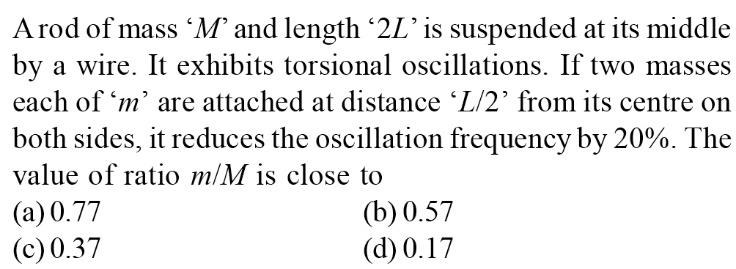 A rod of mass ‘M’ and length ‘2L’ is suspended at its middle
by a wire. It exhibits torsional oscillations. If two masses
each of ‘m’ are attached at distance ‘L/2’ from its centre on
both sides, it reduces the oscillation frequency by 20%. The
value of ratio m/M is close to
(a) 0.77 (b) 0.57
(c) 0.37 (d) 0.17